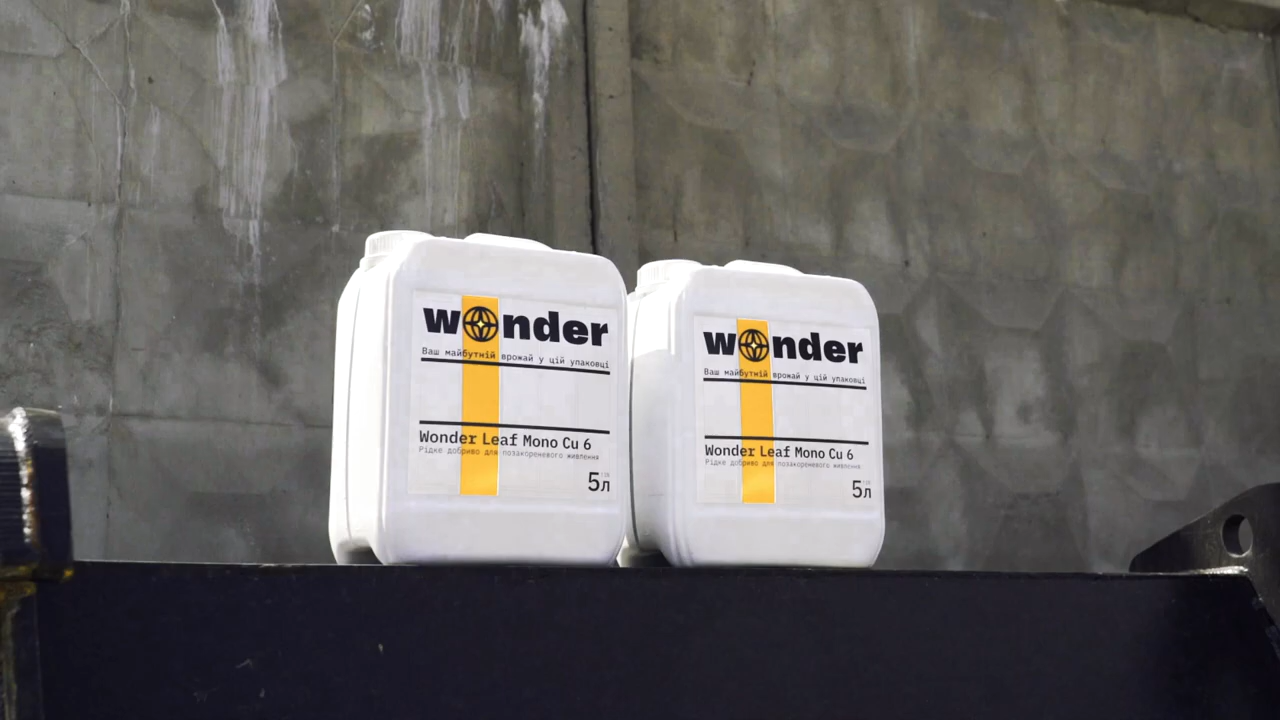 wonder
Ваш майбутній врожай у цій упаковці
Wonder Leaf Mono Cu 6
Рідке добриво для позакореневого живлення
5л
wonder
Ваш майбутній врожай у цій упаковці
Wonder Leaf Mono Cu 6
Рідке добриво для позакореневого живлення
5л